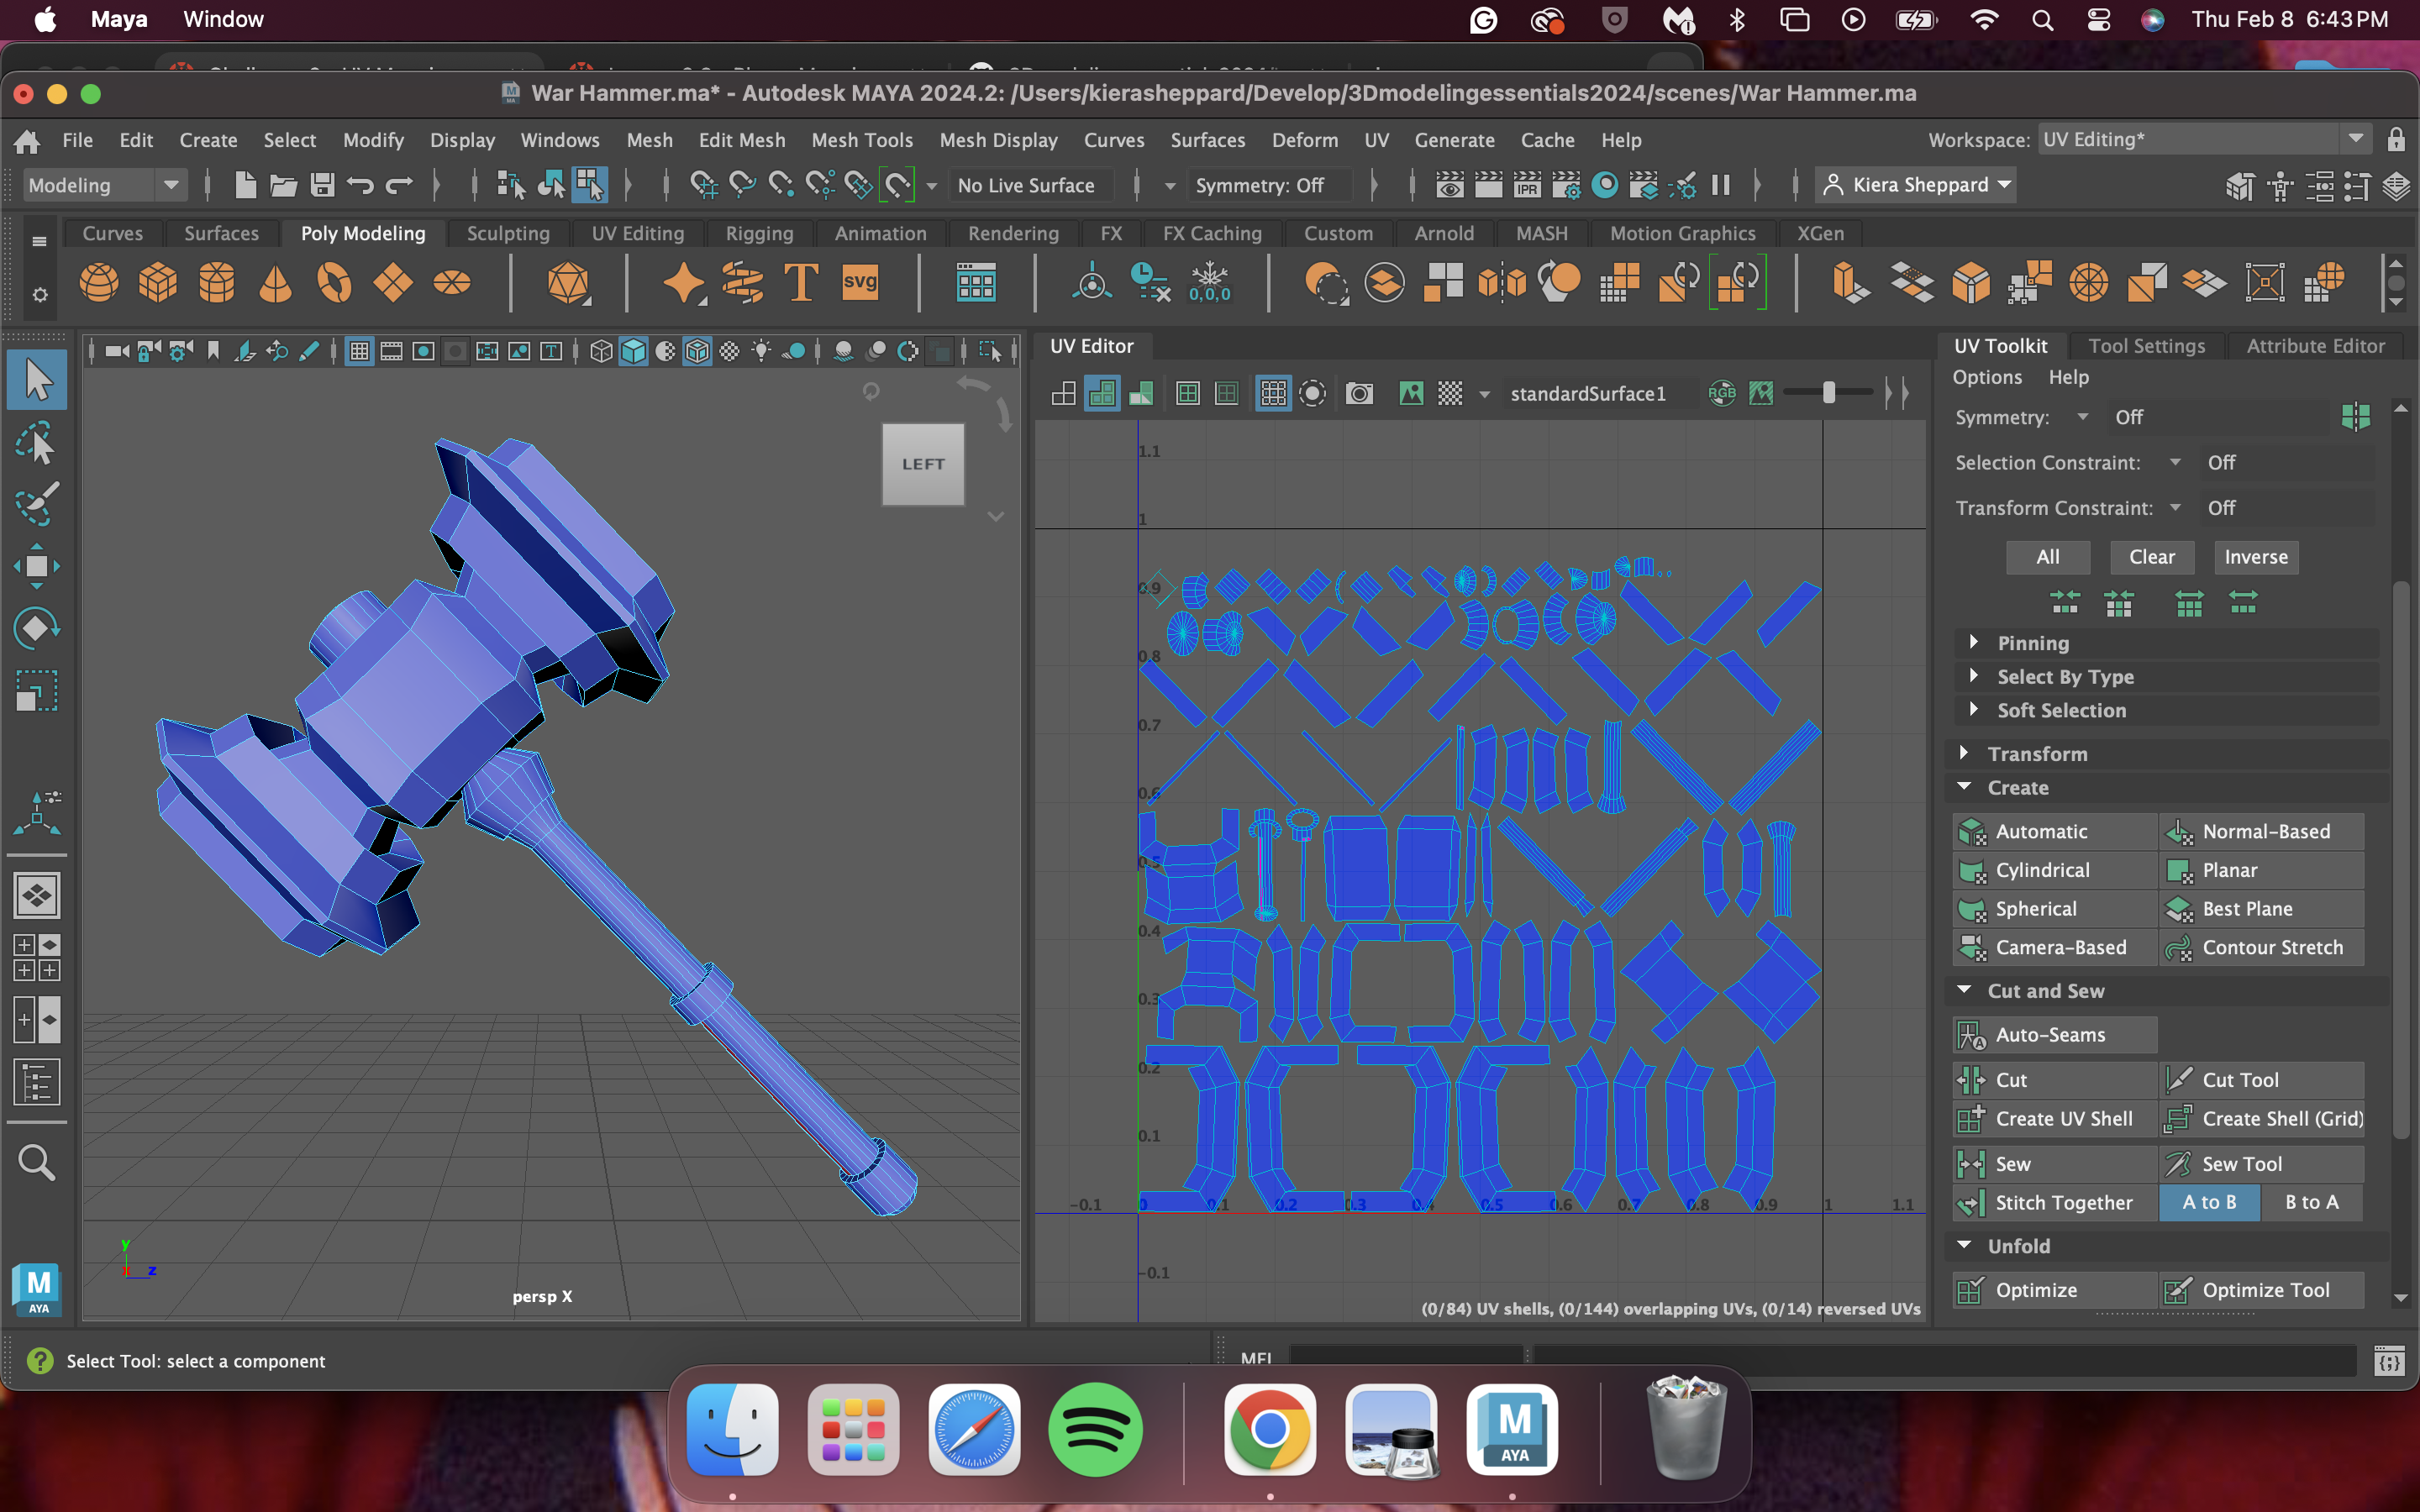 Maya Window Thu Feb 8 6:43 PM
War Hammer.ma* - Autodesk MAYA 2024.2: /Users/kierasheppard/Develop/3Dmodelingessentials2024/scenes/War Hammer.ma
File Edit Create Select Modify Display Windows Mesh Edit Mesh Mesh Tools Mesh Display Curves Surfaces Deform UV Generate Cache Help Workspace: UV Editing*
Modeling No Live Surface Symmetry: Off IPR Kiera Sheppard
Curves Surfaces Poly Modeling Sculpting UV Editing Rigging Animation Rendering FX FX Caching Custom Arnold MASH Motion Graphics XGen
T svg 0,0,0
UV Editor UV Toolkit Tool Settings Attribute Editor
Options Help
standardSurface1 RGB
Symmetry: Off
LEFT
Selection Constraint: Off
Transform Constraint: Off
All Clear Inverse
Pinning
Select By Type
Soft Selection
Transform
Create
Automatic Normal-Based
Cylindrical Planar
Spherical Best Plane
Camera-Based Contour Stretch
Cut and Sew
Auto-Seams
Cut Cut Tool
Create UV Shell Create Shell (Grid)
Sew Sew Tool
Stitch Together A to B B to A
Unfold
Optimize Optimize Tool
1.1
1
0.9
0.8
0.7
0.6
0.5
0.4
0.3
0.2
0.1
-0.1 0 0.1 0.2 0.3 0.4 0.5 0.6 0.7 0.8 0.9 1 1.1
-0.1
(0/84) UV shells, (0/144) overlapping UVs, (0/14) reversed UVs
y
z
persp X
M
AYA
Select Tool: select a component
MEL
M
AYA